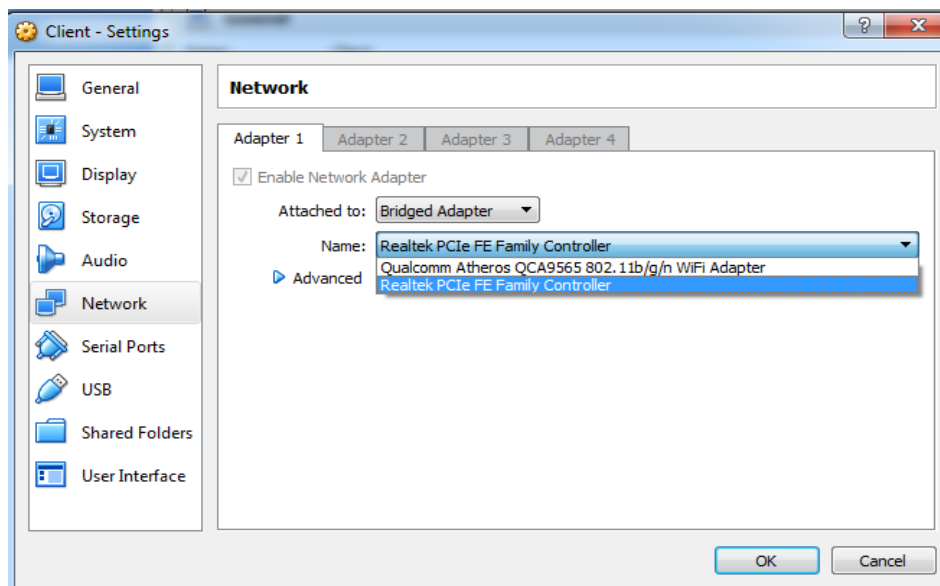 Client - Settings
General
System
Display
Storage
Audio
Network
Serial Ports
USB
Shared Folders
User Interface
Network
Adapter 1 Adapter 2 Adapter 3 Adapter 4
Enable Network Adapter
Attached to: Bridged Adapter
Name: Realtek PCIe FE Family Controller
Qualcomm Atheros QCA9565 802.11b/g/n WiFi Adapter
Realtek PCIe FE Family Controller
Advanced
OK Cancel